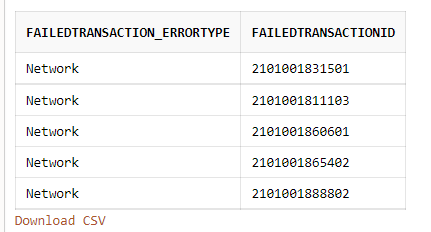 FAILEDTRANSACTION_ERRORTYPE FAILEDTRANSACTIONID
Network 2101001831501
Network 2101001811103
Network 2101001860601
Network 2101001865402
Network 2101001888802
Download CSV